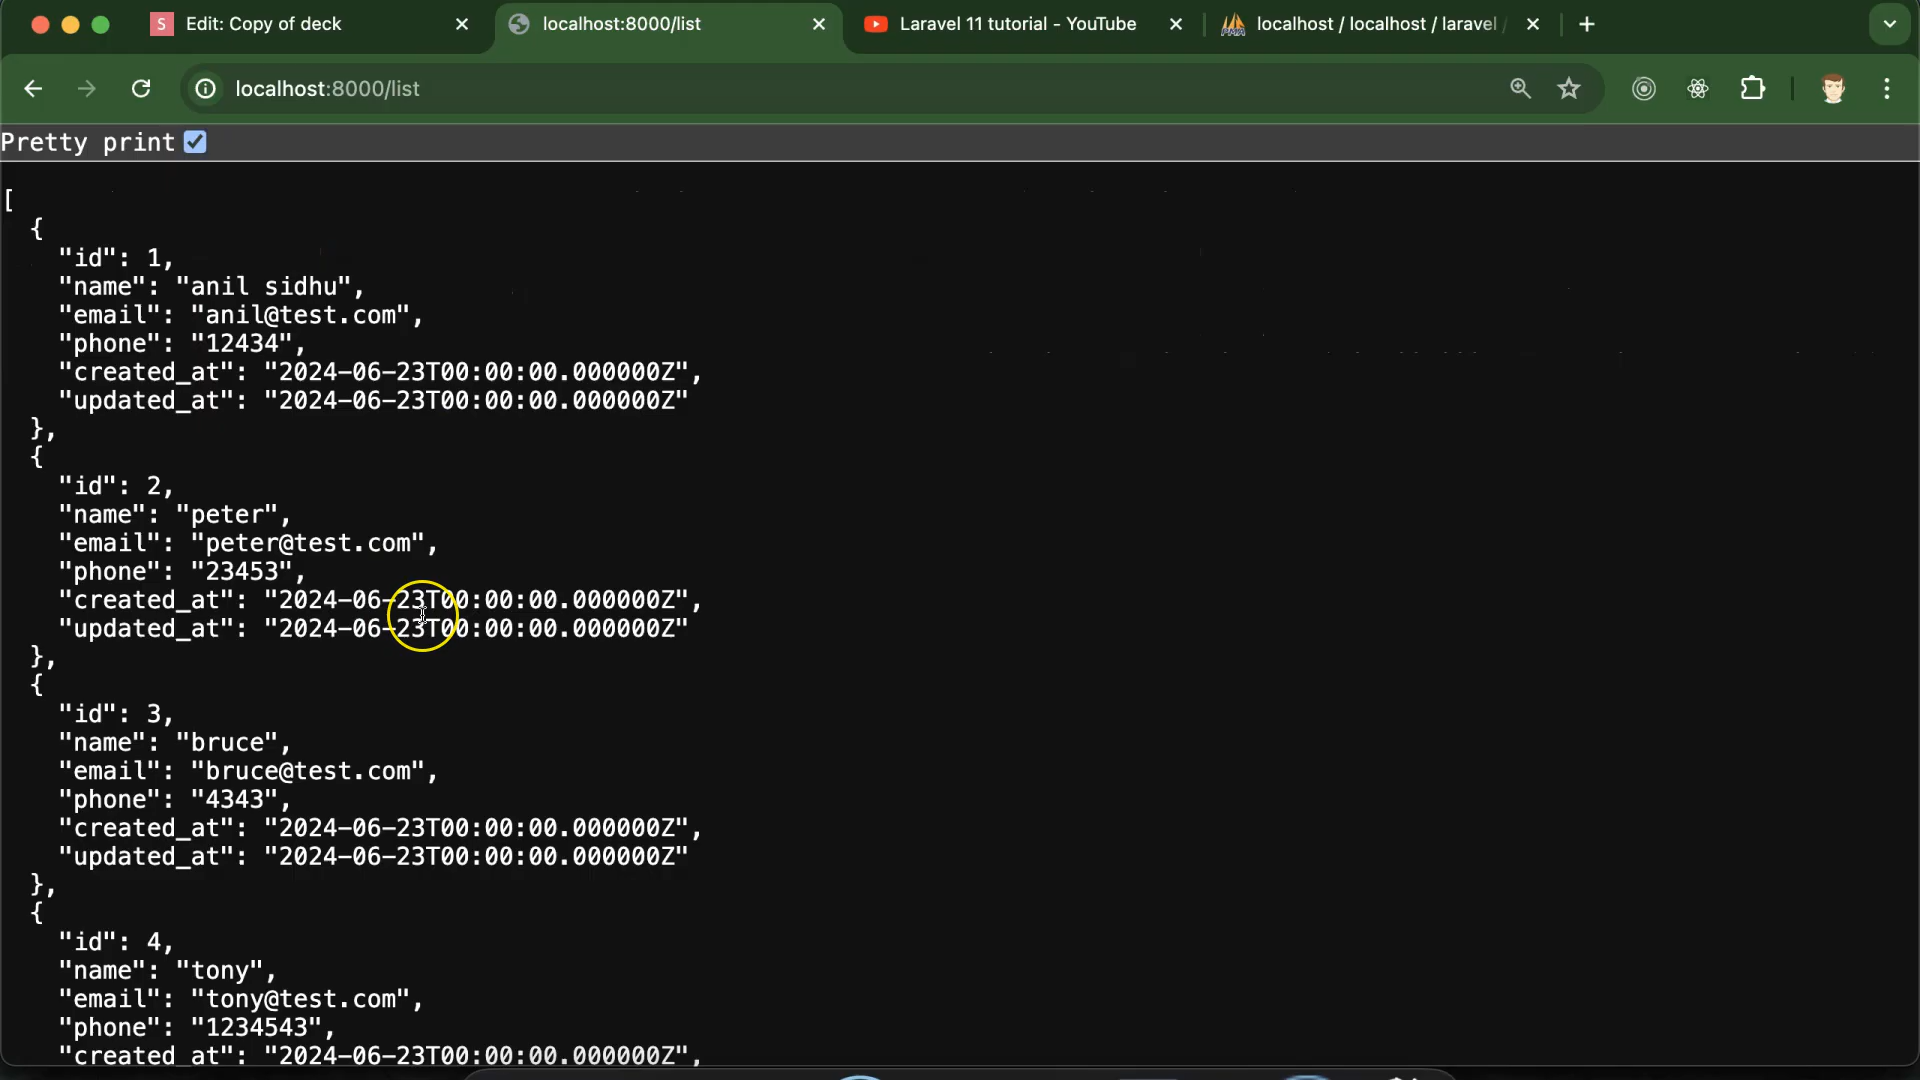 Edit: Copy of deck
localhost:8000/list
Laravel 11 tutorial - YouTube
localhost / localhost / laravel /
localhost:8000/list
Pretty print
[
{
"id": 1,
"name": "anil sidhu",
"email": "anil@test.com",
"phone": "12434",
"created_at": "2024-06-23T00:00:00.000000Z",
"updated_at": "2024-06-23T00:00:00.000000Z"
},
{
"id": 2,
"name": "peter",
"email": "peter@test.com",
"phone": "23453",
"created_at": "2024-06-23T00:00:00.000000Z",
"updated_at": "2024-06-23T00:00:00.000000Z"
},
{
"id": 3,
"name": "bruce",
"email": "bruce@test.com",
"phone": "4343",
"created_at": "2024-06-23T00:00:00.000000Z",
"updated_at": "2024-06-23T00:00:00.000000Z"
},
{
"id": 4,
"name": "tony",
"email": "tony@test.com",
"phone": "1234543",
"created_at": "2024-06-23T00:00:00.000000Z",